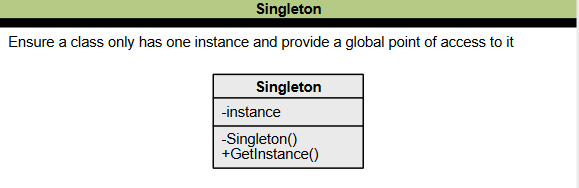 Singleton
Ensure a class only has one instance and provide a global point of access to it
Singleton
-instance
-Singleton()
+GetInstance()